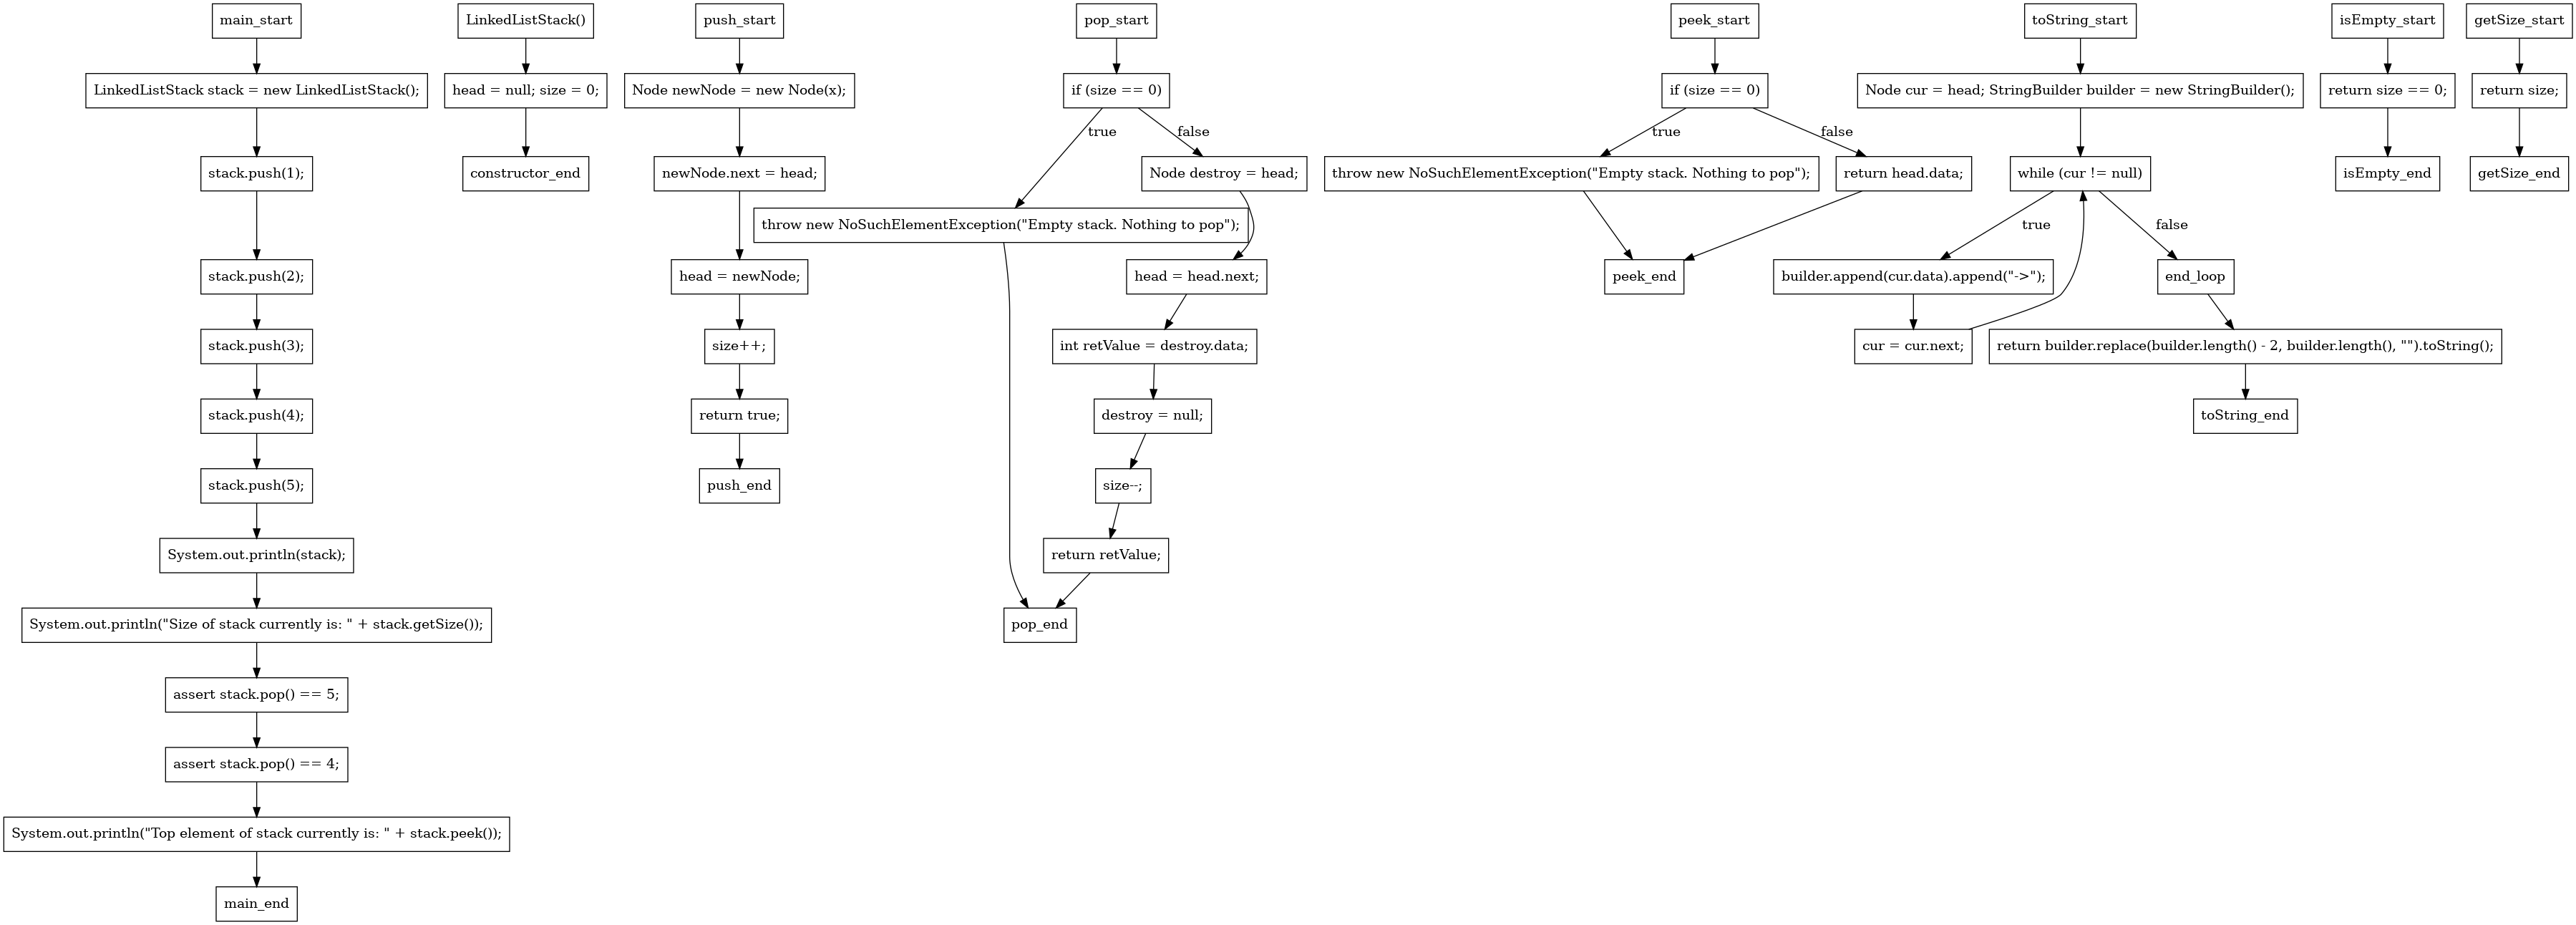 main_start
LinkedListStack stack = new LinkedListStack();
stack.push(1);
stack.push(2);
stack.push(3);
stack.push(4);
stack.push(5);
System.out.println(stack);
System.out.println("Size of stack currently is: " + stack.getSize());
assert stack.pop() == 5;
assert stack.pop() == 4;
System.out.println("Top element of stack currently is: " + stack.peek());
main_end
LinkedListStack()
head = null; size = 0;
constructor_end
push_start
Node newNode = new Node(x);
newNode.next = head;
head = newNode;
size++;
return true;
push_end
pop_start
if (size == 0)
true
false
throw new NoSuchElementException("Empty stack. Nothing to pop");
Node destroy = head;
head = head.next;
int retValue = destroy.data;
destroy = null;
size--;
return retValue;
pop_end
peek_start
if (size == 0)
true
false
throw new NoSuchElementException("Empty stack. Nothing to pop");
return head.data;
peek_end
toString_start
Node cur = head; StringBuilder builder = new StringBuilder();
while (cur != null)
true
false
builder.append(cur.data).append("->");
cur = cur.next;
end_loop
return builder.replace(builder.length() - 2, builder.length(), "").toString();
toString_end
isEmpty_start
return size == 0;
isEmpty_end
getSize_start
return size;
getSize_end